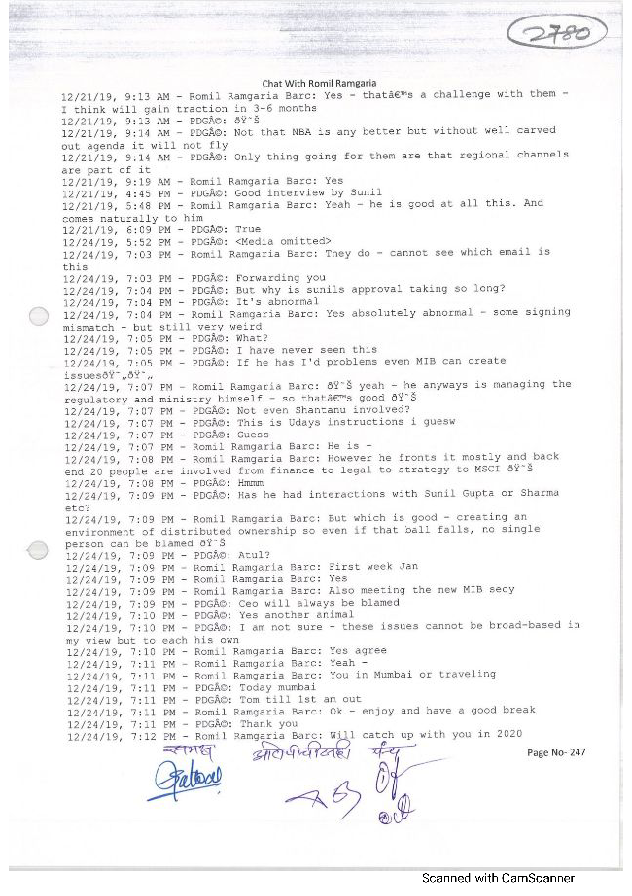 2780
Chat With Romil Ramgaria
12/21/19, 9:13 AM - Romil Ramgaria Barc: Yes - thatâ€™s a challenge with them -
I think will gain traction in 3-6 months
12/21/19, 9:13 AM - PDGÂ©: ðŸ˜Š
12/21/19, 9:14 AM - PDGÂ©: Not that NBA is any better but without well carved
out agenda it will not fly
12/21/19, 9:14 AM - PDGÂ©: Only thing going for them are that regional channels
are part of it
12/21/19, 9:19 AM - Romil Ramgaria Barc: Yes
12/21/19, 4:45 PM - PDGÂ©: Good interview by Sunil
12/21/19, 5:48 PM - Romil Ramgaria Barc: Yeah - he is good at all this. And
comes naturally to him
12/21/19, 6:09 PM - PDGÂ©: True
12/24/19, 5:52 PM - PDGÂ©: <Media omitted>
12/24/19, 7:03 PM - Romil Ramgaria Barc: They do - cannot see which email is
this
12/24/19, 7:03 PM - PDGÂ©: Forwarding you
12/24/19, 7:04 PM - PDGÂ©: But why is sunils approval taking so long?
12/24/19, 7:04 PM - PDGÂ©: It's abnormal
12/24/19, 7:04 PM - Romil Ramgaria Barc: Yes absolutely abnormal - some signing
mismatch - but still very weird
12/24/19, 7:05 PM - PDGÂ©: What?
12/24/19, 7:05 PM - PDGÂ©: I have never seen this
12/24/19, 7:05 PM - PDGÂ©: If he has I'd problems even MIB can create
issuesðŸ˜„ðŸ˜„
12/24/19, 7:07 PM - Romil Ramgaria Barc: ðŸ˜Š yeah - he anyways is managing the
regulatory and ministry himself - so thatâ€™s good ðŸ˜Š
12/24/19, 7:07 PM - PDGÂ©: Not even Shantanu involved?
12/24/19, 7:07 PM - PDGÂ©: This is Udays instructions i guesw
12/24/19, 7:07 PM - PDGÂ©: Guess
12/24/19, 7:07 PM - Romil Ramgaria Barc: He is -
12/24/19, 7:08 PM - Romil Ramgaria Barc: However he fronts it mostly and back
end 20 people are involved from finance to legal to strategy to MSCI ðŸ˜Š
12/24/19, 7:08 PM - PDGÂ©: Hmmm
12/24/19, 7:09 PM - PDGÂ©: Has he had interactions with Sunil Gupta or Sharma
etc?
12/24/19, 7:09 PM - Romil Ramgaria Barc: But which is good - creating an
environment of distributed ownership so even if that ball falls, no single
person can be blamed ðŸ˜Š
12/24/19, 7:09 PM - PDGÂ©: Atul?
12/24/19, 7:09 PM - Romil Ramgaria Barc: First week Jan
12/24/19, 7:09 PM - Romil Ramgaria Barc: Yes
12/24/19, 7:09 PM - Romil Ramgaria Barc: Also meeting the new MIB secy
12/24/19, 7:09 PM - PDGÂ©: Ceo will always be blamed
12/24/19, 7:10 PM - PDGÂ©: Yes another animal
12/24/19, 7:10 PM - PDGÂ©: I am not sure - these issues cannot be broad-based in
my view but to each his own
12/24/19, 7:10 PM - Romil Ramgaria Barc: Yes agree
12/24/19, 7:11 PM - Romil Ramgaria Barc: Yeah -
12/24/19, 7:11 PM - Romil Ramgaria Barc: You in Mumbai or traveling
12/24/19, 7:11 PM - PDGÂ©: Today mumbai
12/24/19, 7:11 PM - PDGÂ©: Tom till 1st an out
12/24/19, 7:11 PM - Romil Ramgaria Barc: Ok - enjoy and have a good break
12/24/19, 7:11 PM - PDGÂ©: Thank you
12/24/19, 7:12 PM - Romil Ramgaria Barc: Will catch up with you in 2020
समक्ष
पंच
Page No- 247
Scanned with CamScanner